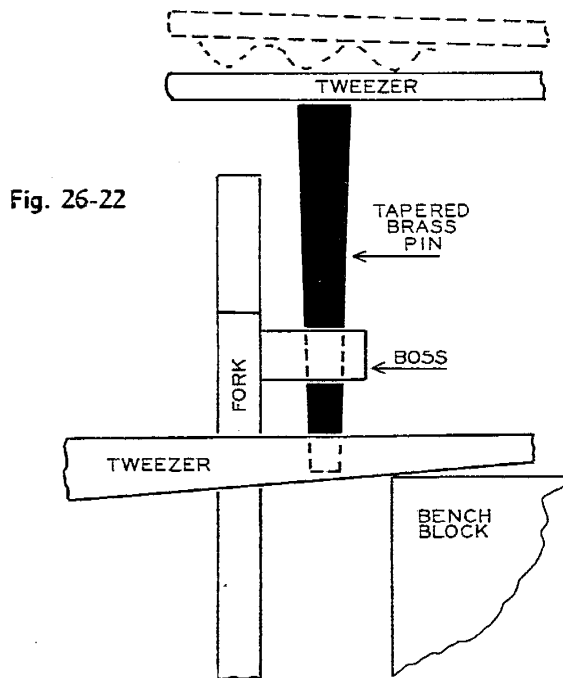 TWEEZER
Fig. 26-22
TAPERED
BRASS
PIN
BOSS
FORK
TWEEZER
BENCH
BLOCK